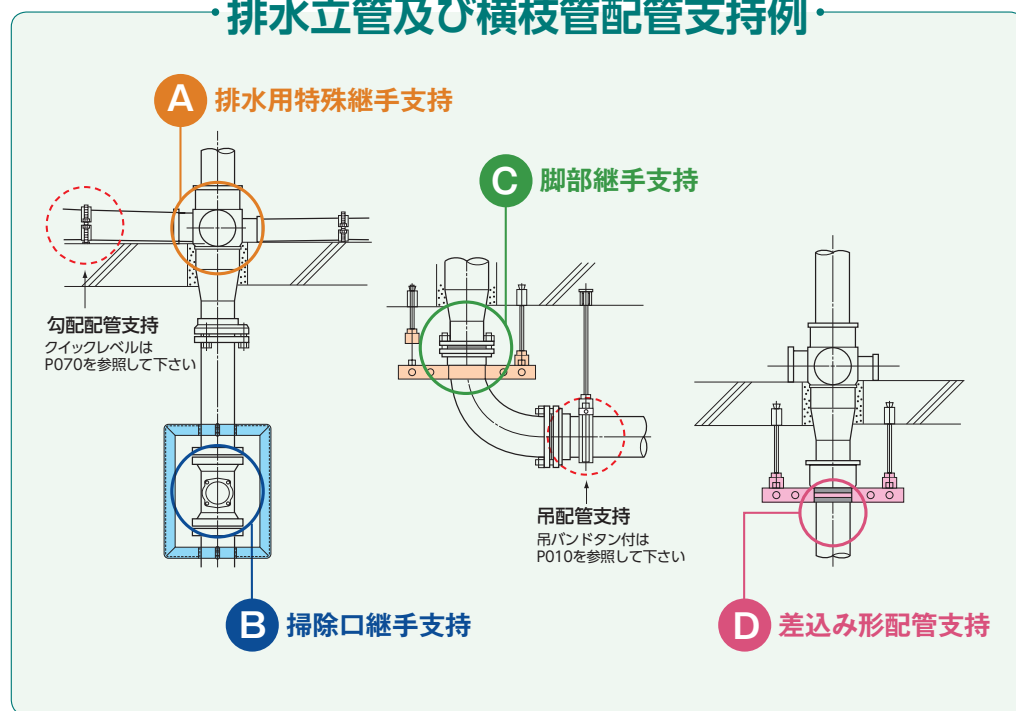 排水立管及び横枝管配管支持例
A 排水用特殊継手支持
C 脚部継手支持
勾配配管支持
クイックレベルは
P070を参照して下さい
吊配管支持
吊バンドタン付は
P010を参照して下さい
B 掃除口継手支持
D 差込み形配管支持